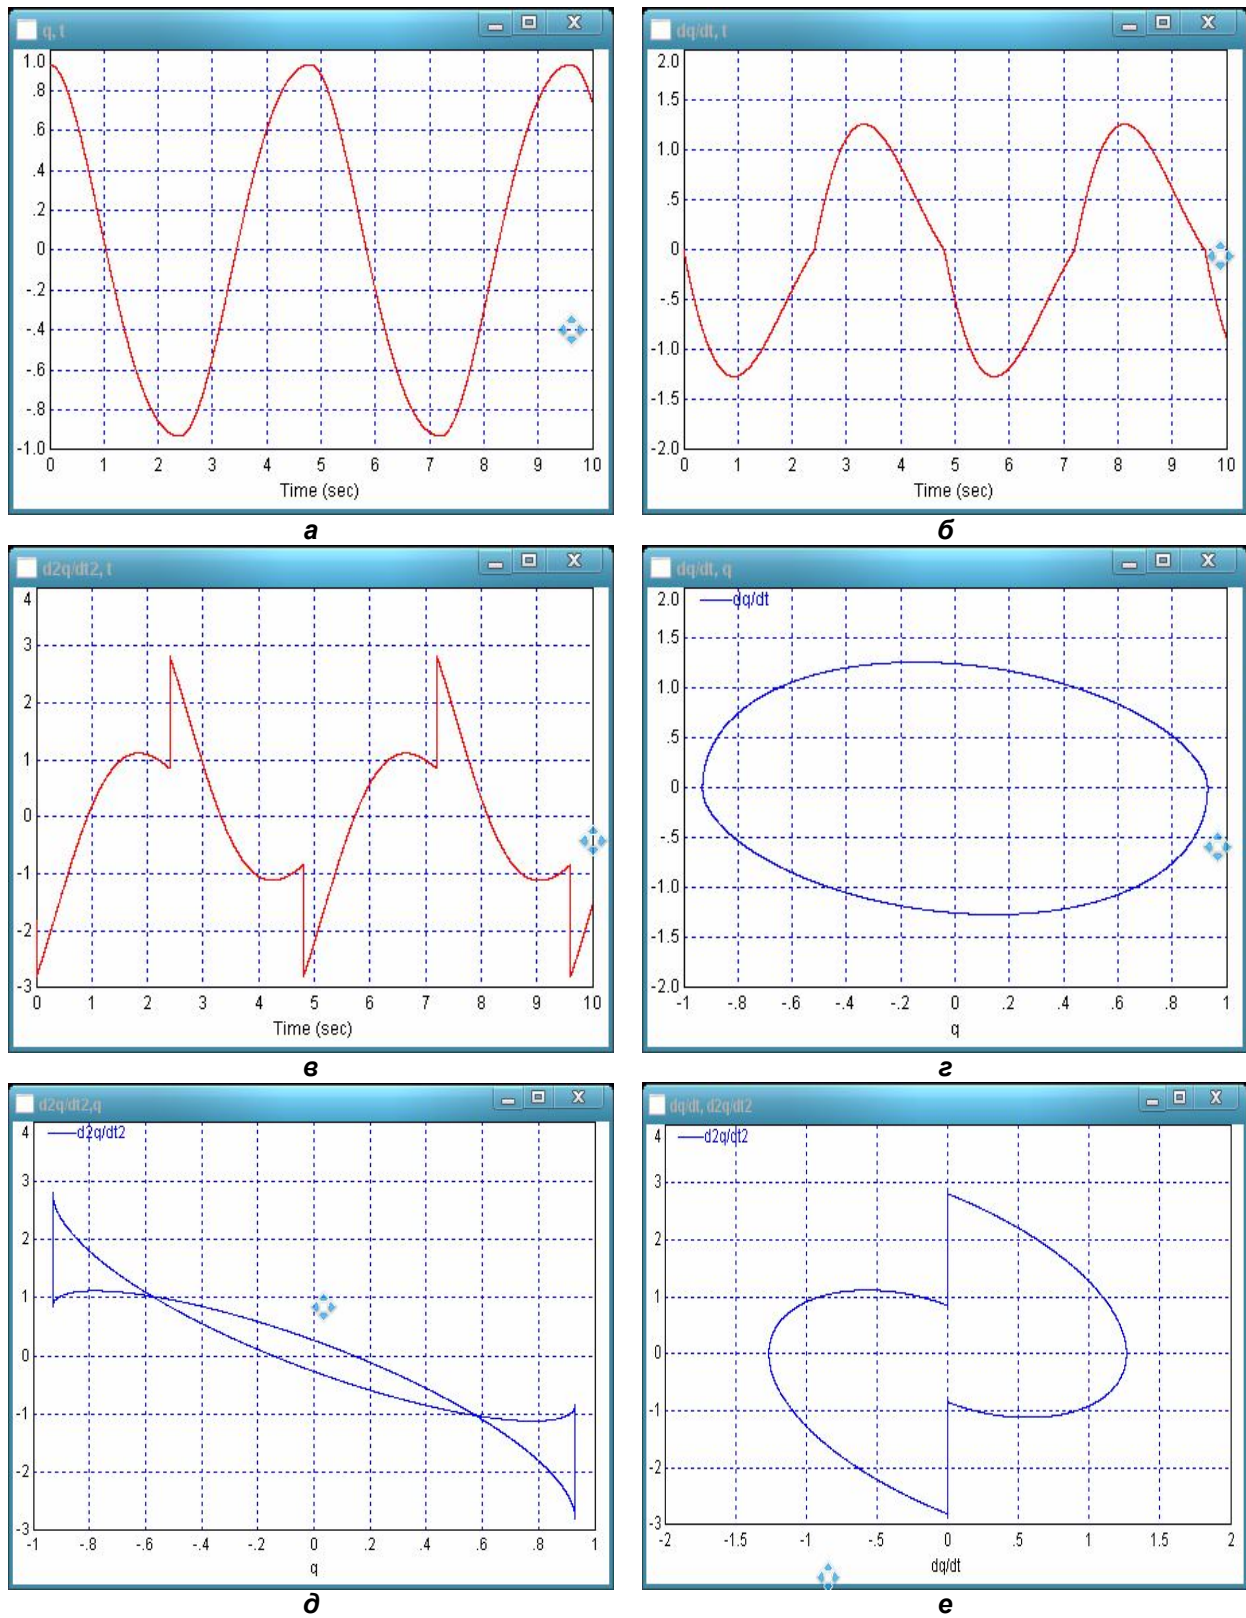 q, t
1.0
.8
.6
.4
.2
0
-.2
-.4
-.6
-.8
-1.0
0 1 2 3 4 5 6 7 8 9 10
Time (sec)
а
dq/dt, t
2.0
1.5
1.0
.5
0
-.5
-1.0
-1.5
-2.0
0 1 2 3 4 5 6 7 8 9 10
Time (sec)
б
d2q/dt2, t
4
3
2
1
0
-1
-2
-3
0 1 2 3 4 5 6 7 8 9 10
Time (sec)
в
dq/dt, q
dq/dt
2.0
1.5
1.0
.5
0
-.5
-1.0
-1.5
-2.0
-1 -.8 -.6 -.4 -.2 0 .2 .4 .6 .8 1
q
г
d2q/dt2,q
d2q/dt2
4
3
2
1
0
-1
-2
-3
-1 -.8 -.6 -.4 -.2 0 .2 .4 .6 .8 1
q
д
dq/dt, d2q/dt2
d2q/dt2
4
3
2
1
0
-1
-2
-3
-2 -1.5 -1 -.5 0 .5 1 1.5 2
dq/dt
е